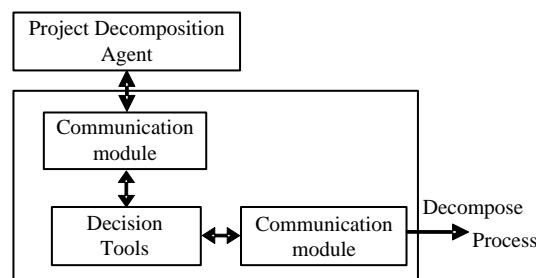 Project Decomposition
Agent
Communication
module
Decision
Tools
Communication
module
Decompose
Process